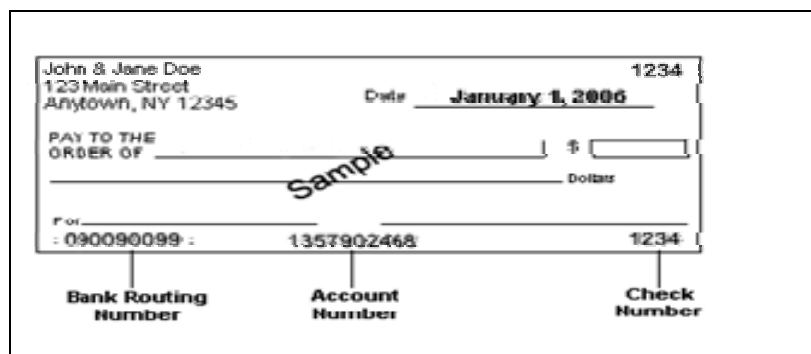 John & Jane Doe
1234
123 Main Street
Anytown, NY 12345
Date January 1, 2006
PAY TO THE
ORDER OF
$
Sample
Dollars
For
: 090090099 :
1357902468
1234
Bank Routing
Number
Account
Number
Check
Number